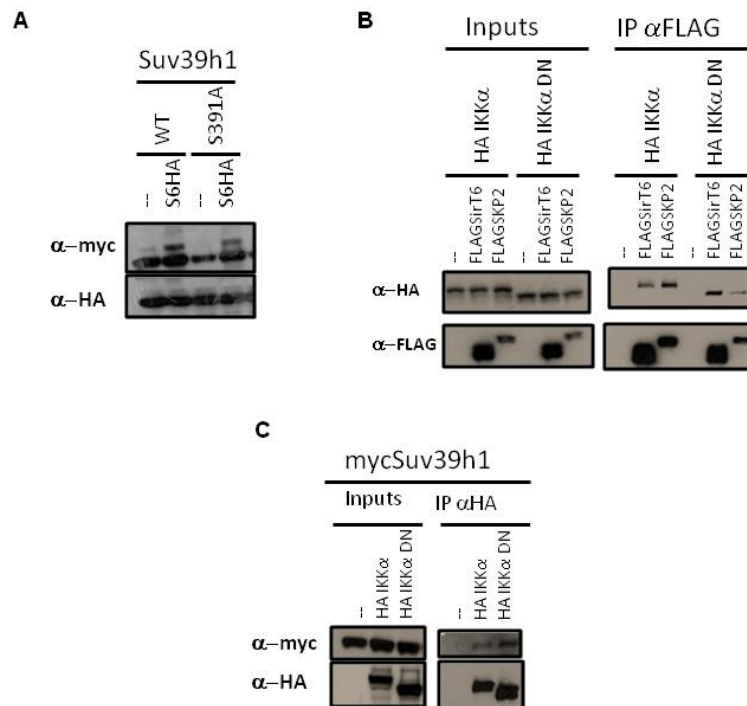 A
Suv39h1
WT
S391A
--
S6HA
--
S6HA
α–myc
α–HA
B
Inputs
IP αFLAG
HA IKKα
HA IKKα DN
HA IKKα
HA IKKα DN
--
FLAGSirT6
FLAGSKP2
--
FLAGSirT6
FLAGSKP2
--
FLAGSirT6
FLAGSKP2
--
FLAGSirT6
FLAGSKP2
α–HA
α–FLAG
C
mycSuv39h1
Inputs
IP αHA
--
HA IKKα
HA IKKα DN
--
HA IKKα
HA IKKα DN
α–myc
α–HA